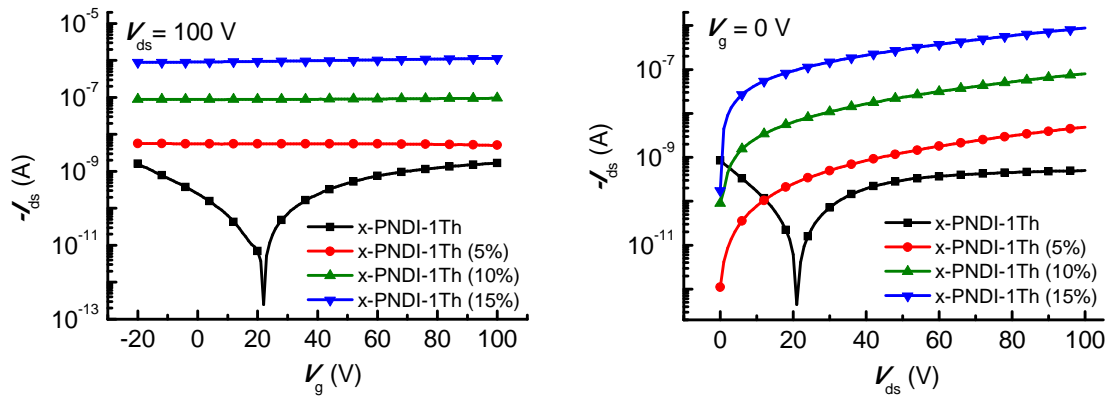 V_ds = 100 V
10^-5
10^-7
10^-9
10^-11
10^-13
-I_ds (A)
x-PNDI-1Th
x-PNDI-1Th (5%)
x-PNDI-1Th (10%)
x-PNDI-1Th (15%)
-20 0 20 40 60 80 100
V_g (V)
V_g = 0 V
10^-7
10^-9
10^-11
-I_ds (A)
x-PNDI-1Th
x-PNDI-1Th (5%)
x-PNDI-1Th (10%)
x-PNDI-1Th (15%)
0 20 40 60 80 100
V_ds (V)